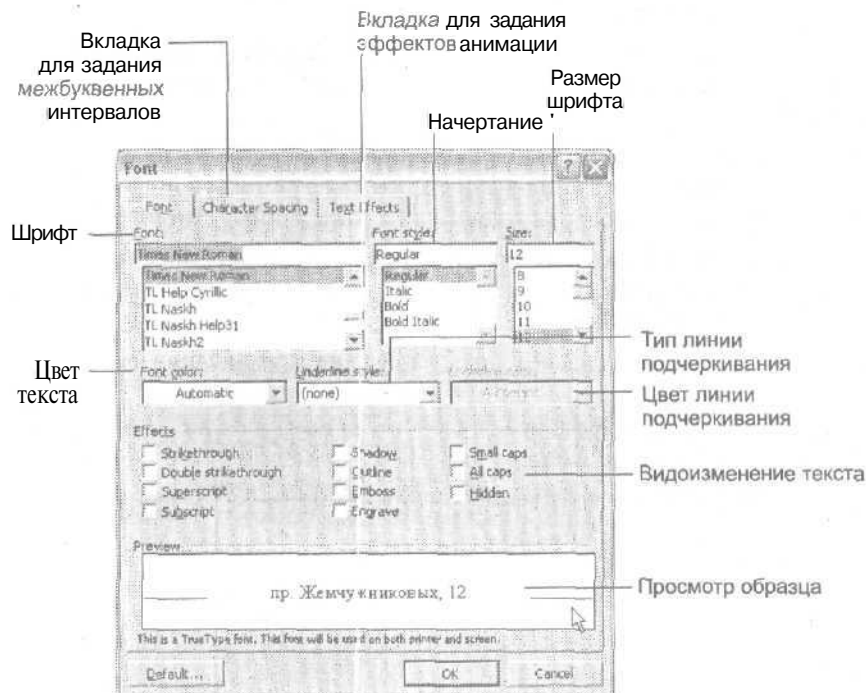 Вкладка для задания
эффектов анимации
Вкладка
для задания
межбуквенных
интервалов
Размер
шрифта
Начертание
Font
Font Character Spacing Text Effects
Шрифт
Font: Font style: Size:
Times New Roman Regular 12
Times New Roman Regular 8
TL Help Cyrillic Italic 9
TL Naskh Bold 10
TL Naskh Help31 Bold Italic 11
TL Naskh2
Тип линии
подчеркивания
Цвет
текста
Font color: Underline style:
Automatic (none)
Цвет линии
подчеркивания
Effects
Strikethrough Shadow Small caps
Double strikethrough Outline All caps
Superscript Emboss Hidden
Subscript Engrave
Видоизменение текста
Preview
пр. Жемчужниковых, 12
Просмотр образца
This is a TrueType font. This font will be used on both printer and screen.
Default... OK Cancel